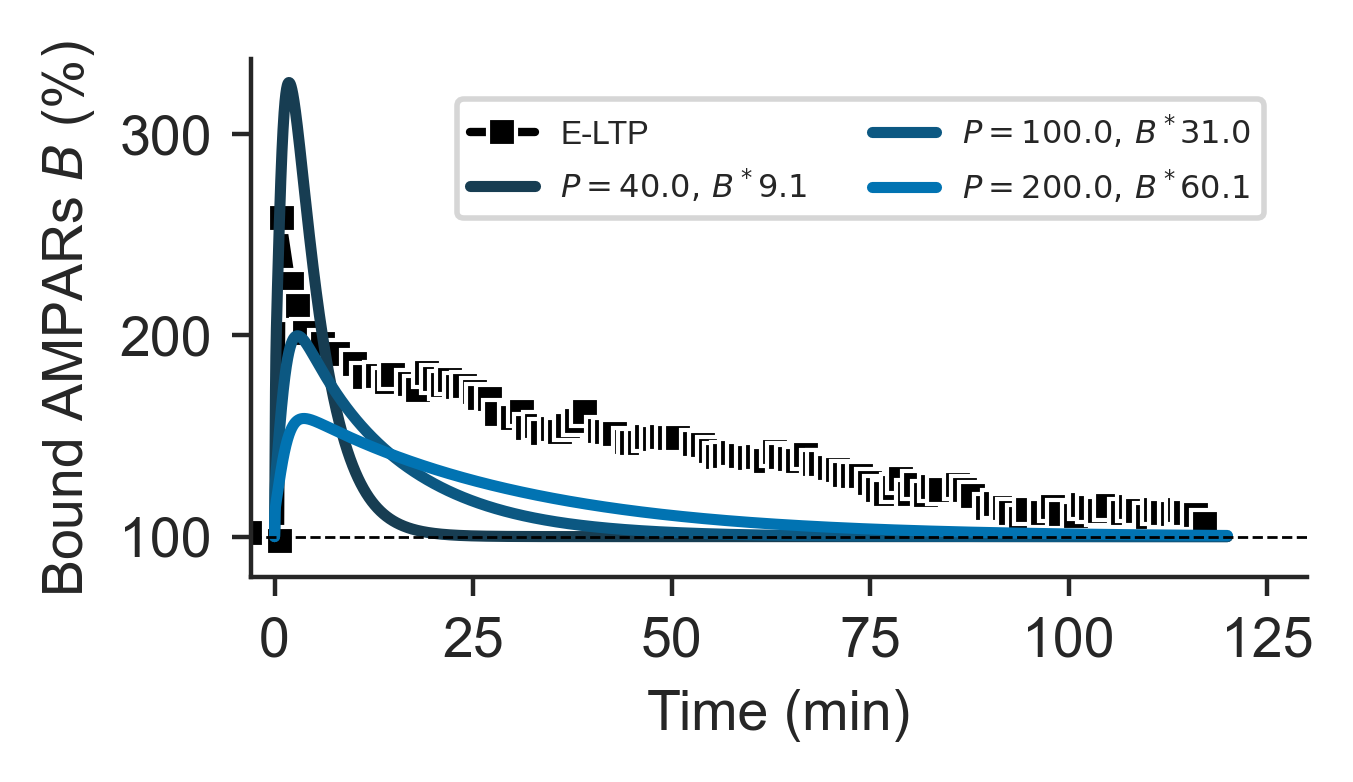 Bound AMPARs B (%)
300
200
100
E-LTP
P = 40.0, B* 9.1
P = 100.0, B* 31.0
P = 200.0, B* 60.1
0 25 50 75 100 125
Time (min)